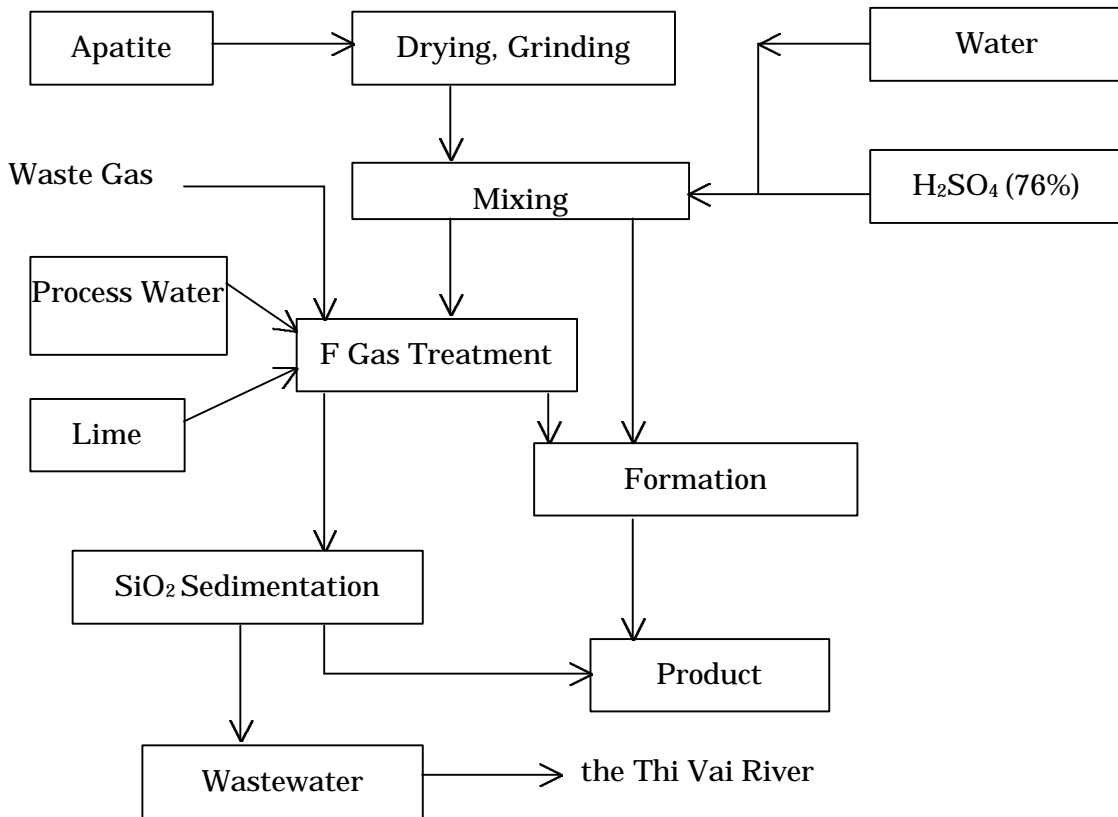 Apatite
Drying, Grinding
Water
Waste Gas
Mixing
H₂SO₄ (76%)
Process Water
F Gas Treatment
Lime
Formation
SiO₂ Sedimentation
Product
Wastewater
the Thi Vai River